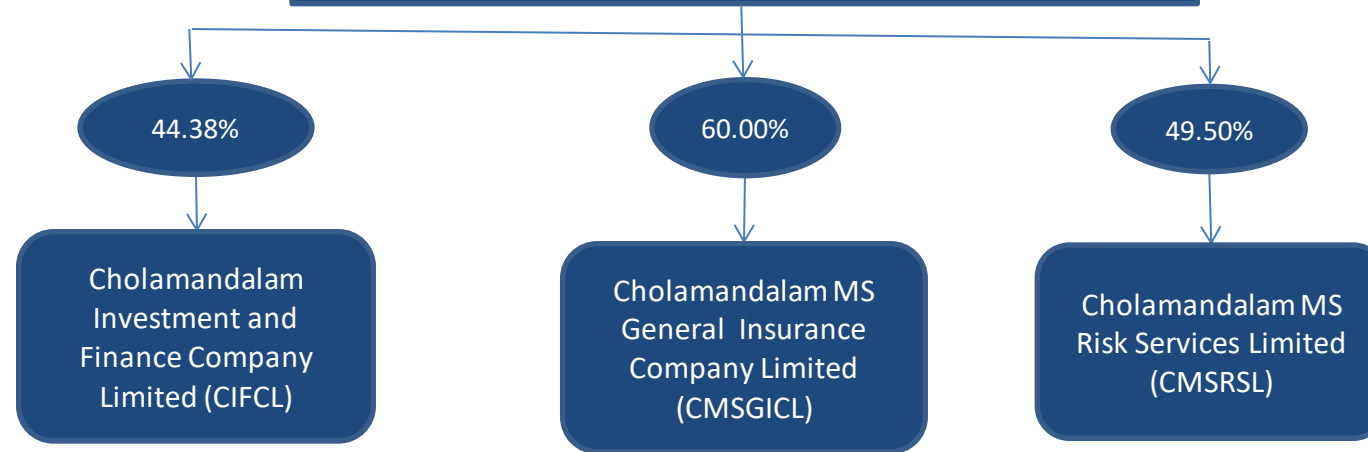 44.38%
60.00%
49.50%
Cholamandalam
Investment and
Finance Company
Limited (CIFCL)
Cholamandalam MS
General Insurance
Company Limited
(CMSGICL)
Cholamandalam MS
Risk Services Limited
(CMSRSL)